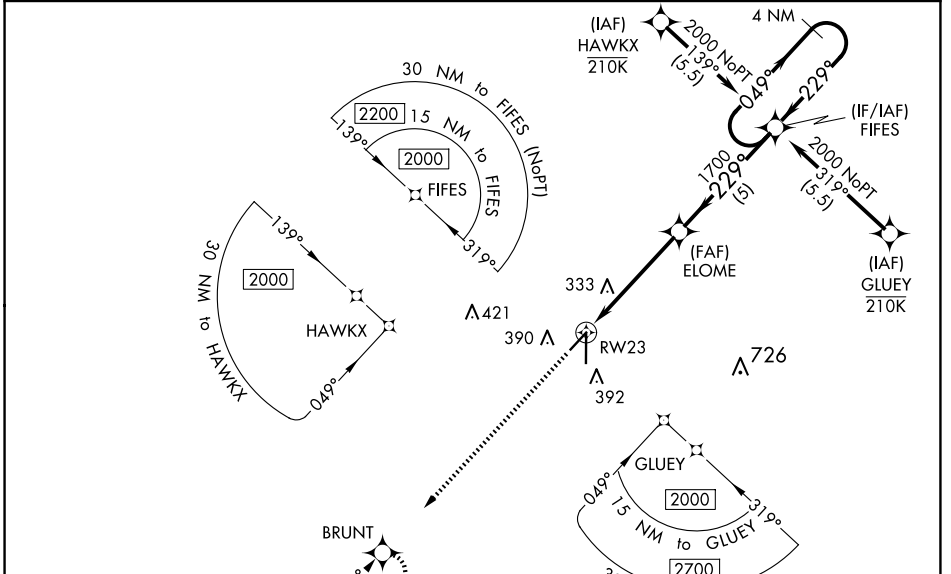 4 NM
(IAF)
HAWKX
210K
2000 NoPT
139°
(5.5)
049°
229°
(IF/IAF)
FIFES
2000 NoPT
319°
(5.5)
(IAF)
GLUEY
210K
1700
229°
(5)
(FAF)
ELOME
30 NM to FIFES (NoPT)
2200
15 NM to FIFES
139°
2000
FIFES
319°
139°
2000
HAWKX
30 NM to HAWKX
049°
421
333
390
RW23
392
726
GLUEY
049°
2000
319°
15 NM to GLUEY
2700
BRUNT